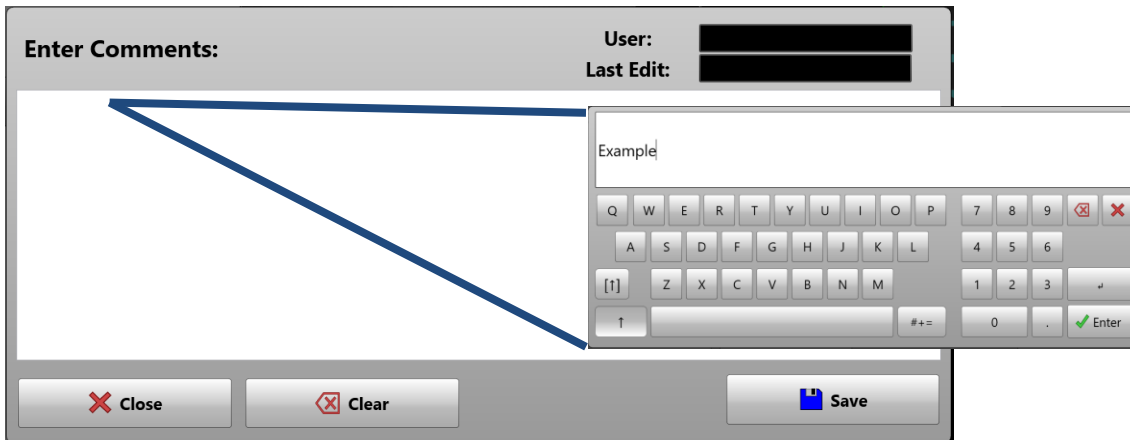 Enter Comments:
User:
Last Edit:
Example
Q W E R T Y U I O P 7 8 9
A S D F G H J K L 4 5 6
[↑] Z X C V B N M 1 2 3 ↵
↑ #+= 0 . Enter
Close Clear Save